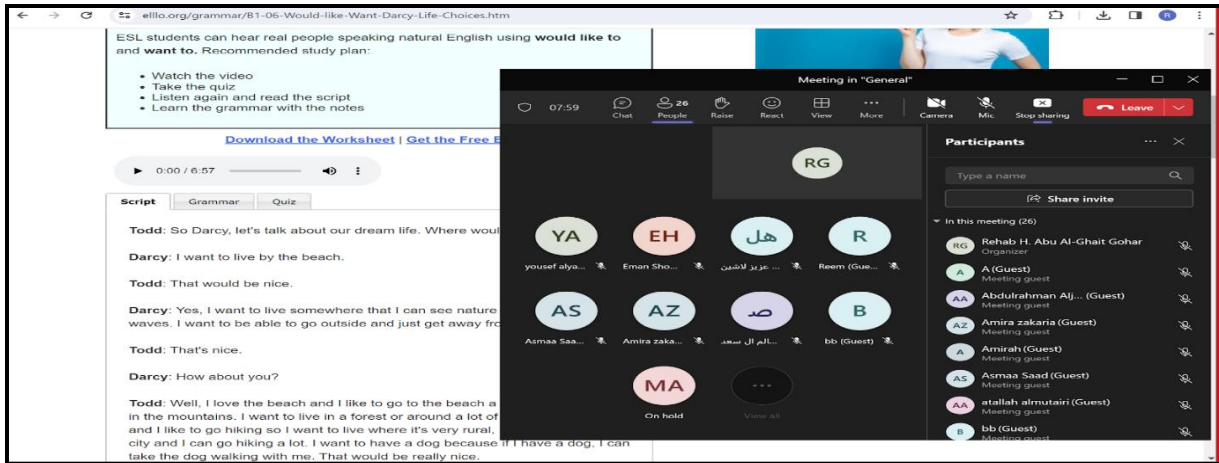 elllo.org/grammar/B1-06-Would-like-Want-Darcy-Life-Choices.htm
R
ESL students can hear real people speaking natural English using would like to
and want to. Recommended study plan:
• Watch the video
• Take the quiz
• Listen again and read the script
• Learn the grammar with the notes
Download the Worksheet | Get the Free E
0:00 / 6:57
Script Grammar Quiz
Todd: So Darcy, let's talk about our dream life. Where woul
Darcy: I want to live by the beach.
Todd: That would be nice.
Darcy: Yes, I want to live somewhere that I can see nature
waves. I want to be able to go outside and just get away fro
Todd: That's nice.
Darcy: How about you?
Todd: Well, I love the beach and I like to go to the beach a
in the mountains. I want to live in a forest or around a lot of
and I like to go hiking so I want to live where it's very rural,
city and I can go hiking a lot. I want to have a dog because if I have a dog, I can
take the dog walking with me. That would be really nice.
Meeting in "General"
07:59
Chat
26
People
Raise
React
View
More
Camera
Mic
Stop sharing
Leave
RG
YA
yousef alya...
EH
Eman Sho...
هل
... عزيز لاشين
R
Reem (Gue...
AS
Asmaa Saa...
AZ
Amira zaka...
صد
...الم ال سعد
B
bb (Guest)
MA
On hold
View all
Participants
Type a name
Share invite
In this meeting (26)
RG
Rehab H. Abu Al-Ghait Gohar
Organizer
A
A (Guest)
Meeting guest
AA
Abdulrahman Alj... (Guest)
Meeting guest
AZ
Amira zakaria (Guest)
Meeting guest
A
Amirah (Guest)
Meeting guest
AS
Asmaa Saad (Guest)
Meeting guest
AA
atallah almutairi (Guest)
Meeting guest
B
bb (Guest)
Meeting guest